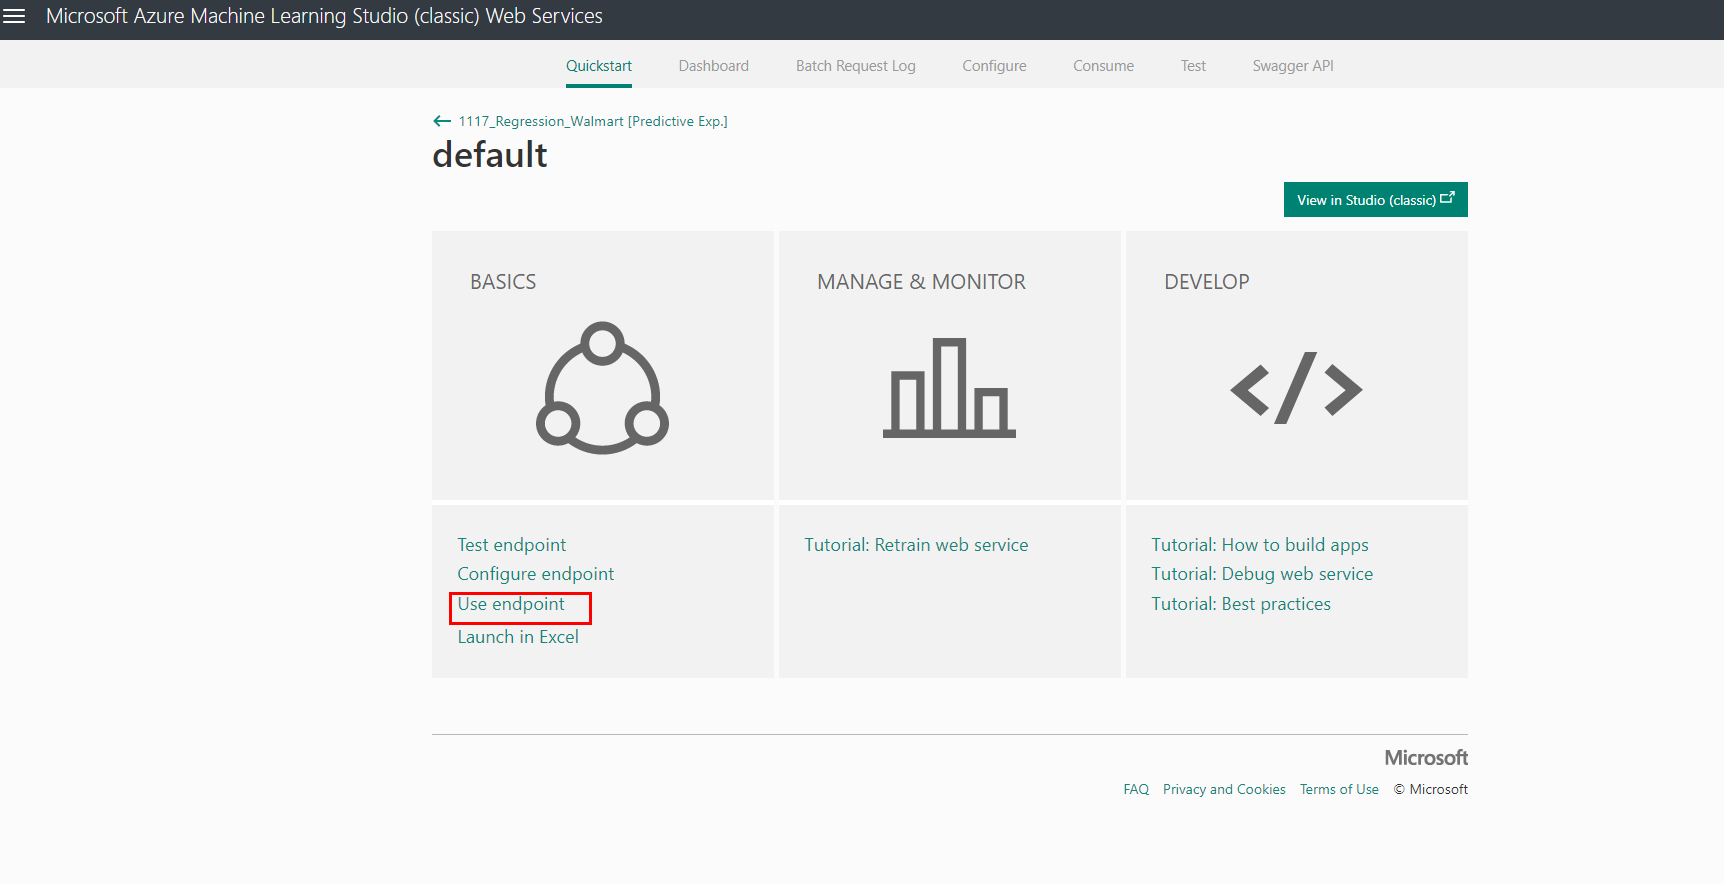 Microsoft Azure Machine Learning Studio (classic) Web Services
Quickstart Dashboard Batch Request Log Configure Consume Test Swagger API
1117_Regression_Walmart [Predictive Exp.]
default
View in Studio (classic)
BASICS
MANAGE & MONITOR
DEVELOP
Test endpoint
Configure endpoint
Use endpoint
Launch in Excel
Tutorial: Retrain web service
Tutorial: How to build apps
Tutorial: Debug web service
Tutorial: Best practices
Microsoft
FAQ Privacy and Cookies Terms of Use © Microsoft